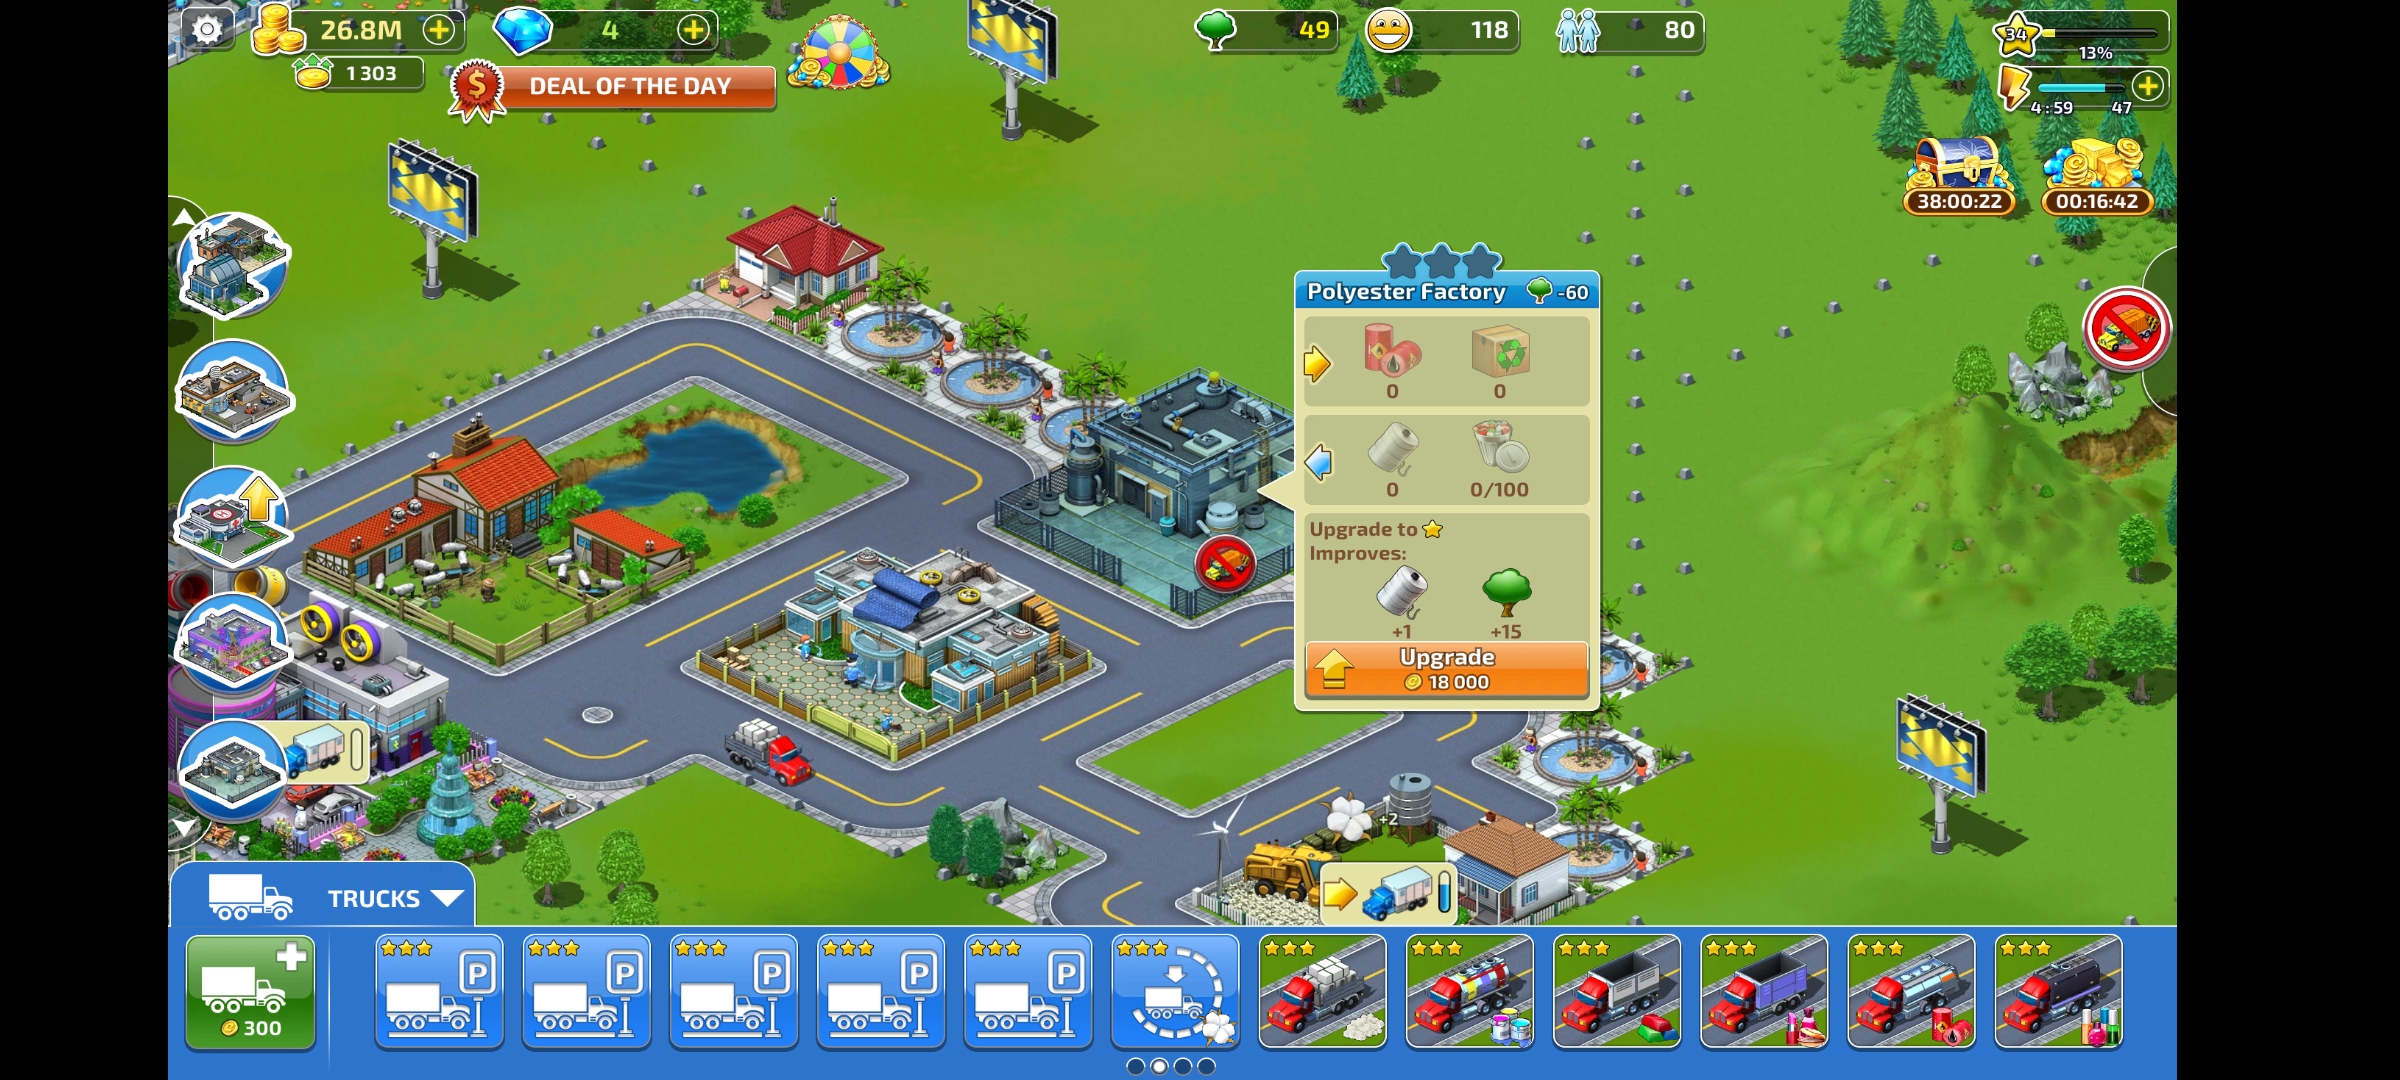 26.8M
4
49
118
80
34
13%
1 303
DEAL OF THE DAY
4:59
47
38:00:22
00:16:42
Polyester Factory
-60
0
0
0
0/100
Upgrade to
Improves:
+1
+15
Upgrade
18 000
+2
TRUCKS
300
P
P
P
P
P